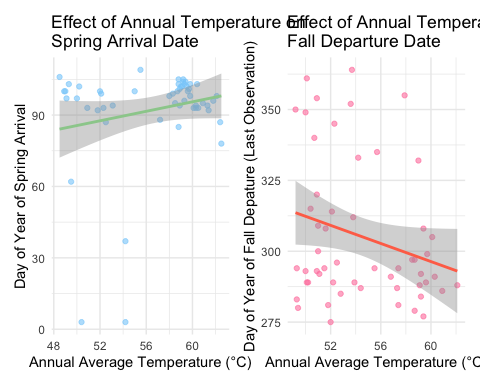 Effect of Annual Temperature on
Spring Arrival Date
Day of Year of Spring Arrival
90
60
30
0
48
52
56
60
Annual Average Temperature (°C)
Effect of Annual Tempera
Fall Departure Date
Day of Year of Fall Depature (Last Observation)
350
325
300
275
52
56
60
Annual Average Temperature (°C